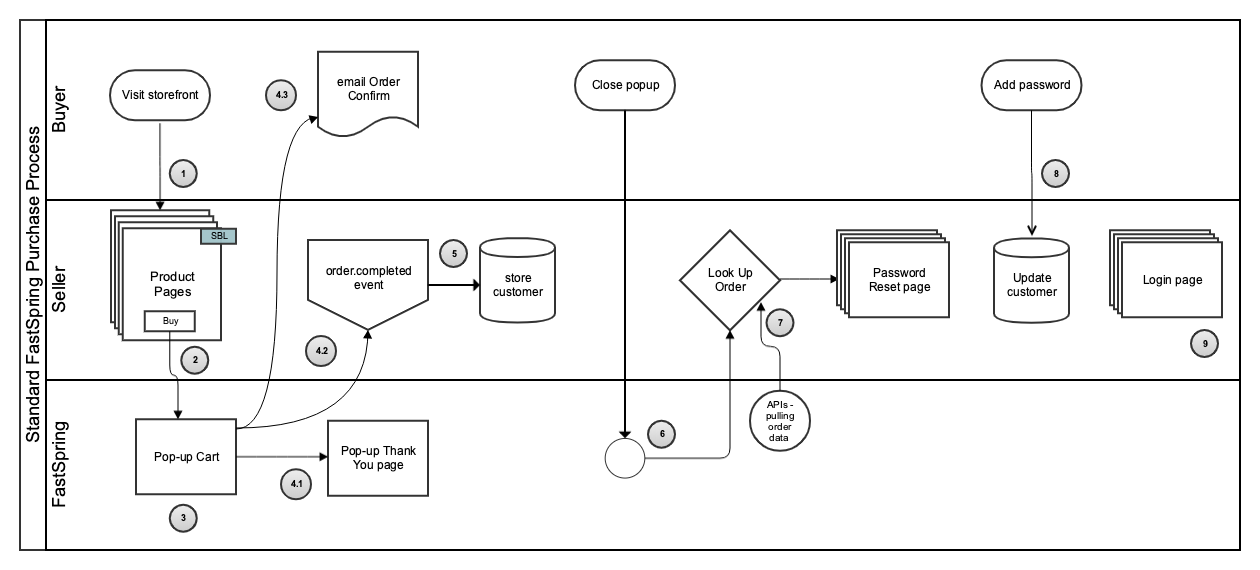 Standard FastSpring Purchase Process
Buyer
Visit storefront
1
4.3
email Order
Confirm
Close popup
Add password
8
Seller
SBL
Product
Pages
Buy
2
order.completed
event
4.2
5
store
customer
Look Up
Order
7
Password
Reset page
Update
customer
Login page
9
FastSpring
Pop-up Cart
3
4.1
Pop-up Thank
You page
6
APIs -
pulling
order
data